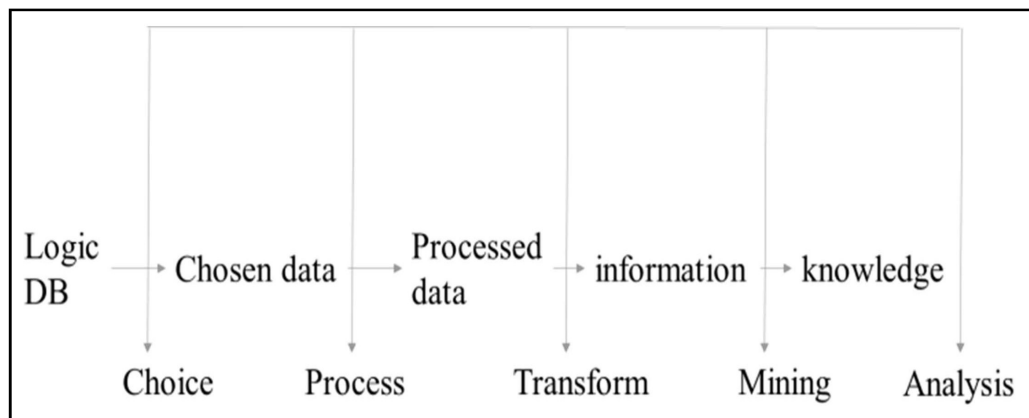 Logic
DB
Chosen data
Processed
data
information
knowledge
Choice
Process
Transform
Mining
Analysis